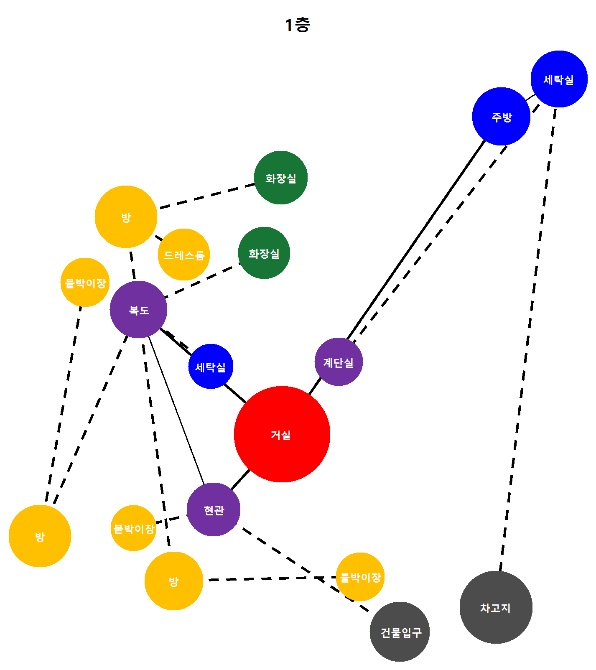 1층
세탁실
주방
화장실
방
드레스룸
화장실
붙박이장
복도
계단실
세탁실
거실
현관
붙박이장
방
방
붙박이장
차고지
건물입구